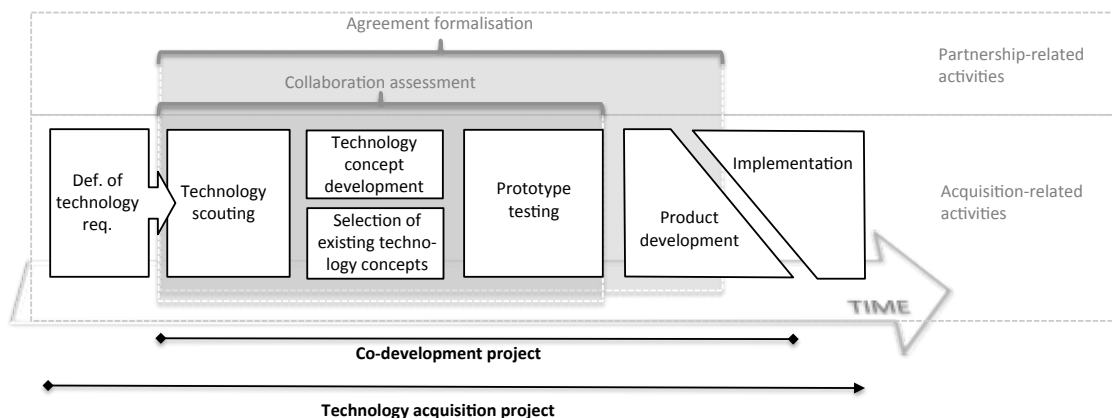 Agreement formalisation
Partnership-related
activities
Collaboration assessment
Def. of
technology
req.
Technology
scouting
Technology
concept
development
Selection of
existing techno-
logy concepts
Prototype
testing
Product
development
Implementation
Acquisition-related
activities
TIME
Co-development project
Technology acquisition project